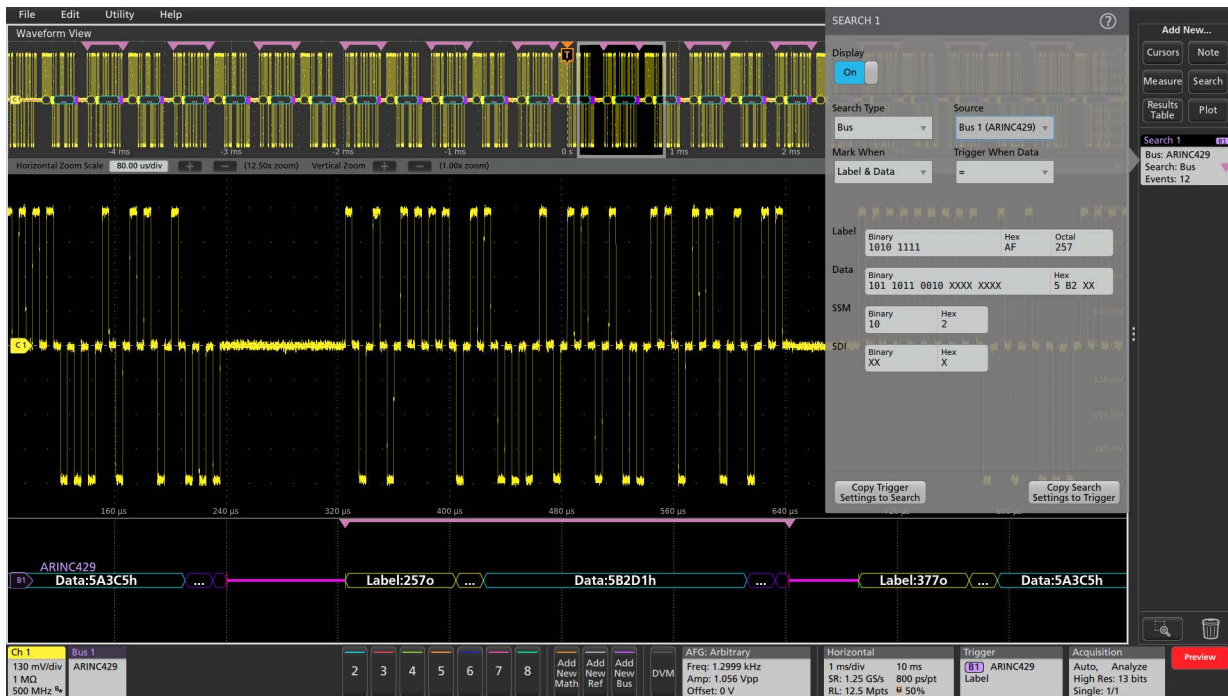 File Edit Utility Help
Waveform View
T
C
-4 ms -3 ms -2 ms -1 ms 0 s 1 ms 2 ms
Horizontal Zoom Scale 80.00 us/div + − (12.50x zoom) Vertical Zoom + − (1.00x zoom)
C1
160 µs 240 µs 320 µs 400 µs 480 µs 560 µs 640 µs
ARINC429
B1 Data:5A3C5h ... Label:257o ... Data:5B2D1h ... Label:377o ... Data:5A3C5h
SEARCH 1 ?
Display
On
Search Type Source
Bus Bus 1 (ARINC429)
Mark When Trigger When Data
Label & Data =
Label Binary Hex Octal
1010 1111 AF 257
Data Binary Hex
101 1011 0010 XXXX XXXX 5 B2 XX
SSM Binary Hex
10 2
SDI Binary Hex
XX X
Copy Trigger
Settings to Search
Copy Search
Settings to Trigger
Add New...
Cursors Note
Measure Search
Results
Table Plot
Search 1 B1
Bus: ARINC429
Search: Bus
Events: 12
Ch 1
130 mV/div
1 MΩ
500 MHz Bw
Bus 1
ARINC429
2 3 4 5 6 7 8
Add
New
Math
Add
New
Ref
Add
New
Bus
DVM
AFG: Arbitrary
Freq: 1.2999 kHz
Amp: 1.056 Vpp
Offset: 0 V
Horizontal
1 ms/div 10 ms
SR: 1.25 GS/s 800 ps/pt
RL: 12.5 Mpts 50%
Trigger
B1 ARINC429
Label
Acquisition
Auto, Analyze
High Res: 13 bits
Single: 1/1
Preview